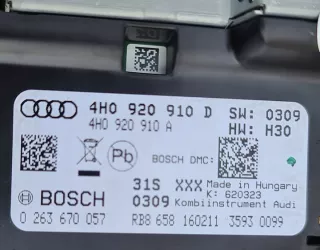 4H0 920 910 D SW: 0309
4H0 920 910 A HW: H30
Pb BOSCH DMC:
31S XXX Made in Hungary
K: 620323
BOSCH 0309 Kombiinstrument Audi
0 263 670 057 RB8 658 160211 3593 0099